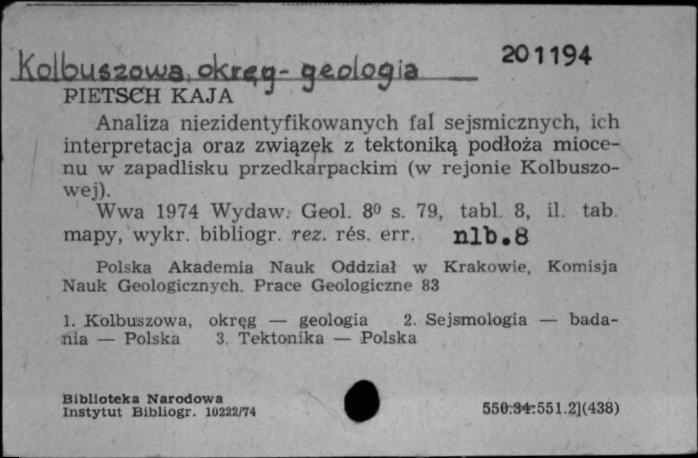 Kolbuszowa, okręg - geologia
201194
PIETSCH KAJA
Analiza niezidentyfikowanych fal sejsmicznych, ich
interpretacja oraz związek z tektoniką podłoża mioce-
nu w zapadlisku przedkarpackim (w rejonie Kolbuszo-
wej).
Wwa 1974 Wydaw. Geol. 8⁰ s. 79, tabl. 8, il. tab.
mapy, wykr. bibliogr. rez. rés. err. nlb. 8
Polska Akademia Nauk Oddział w Krakowie, Komisja
Nauk Geologicznych. Prace Geologiczne 83
1. Kolbuszowa, okręg — geologia 2. Sejsmologia — bada-
nia — Polska 3. Tektonika — Polska
Biblioteka Narodowa
Instytut Bibliogr. 10222/74
550.34:551.2](438)